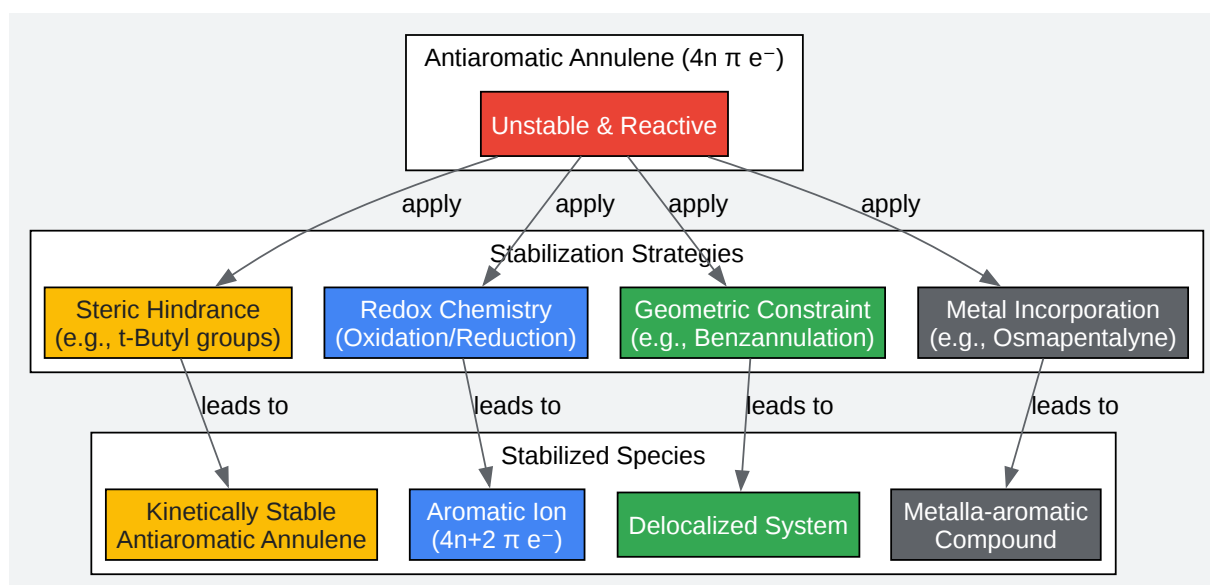 Antiaromatic Annulene (4n π e⁻)
Unstable & Reactive
apply
apply
apply
apply
Stabilization Strategies
Steric Hindrance
(e.g., t-Butyl groups)
Redox Chemistry
(Oxidation/Reduction)
Geometric Constraint
(e.g., Benzannulation)
Metal Incorporation
(e.g., Osmapentalyne)
leads to
leads to
leads to
leads to
Stabilized Species
Kinetically Stable
Antiaromatic Annulene
Aromatic Ion
(4n+2 π e⁻)
Delocalized System
Metalla-aromatic
Compound